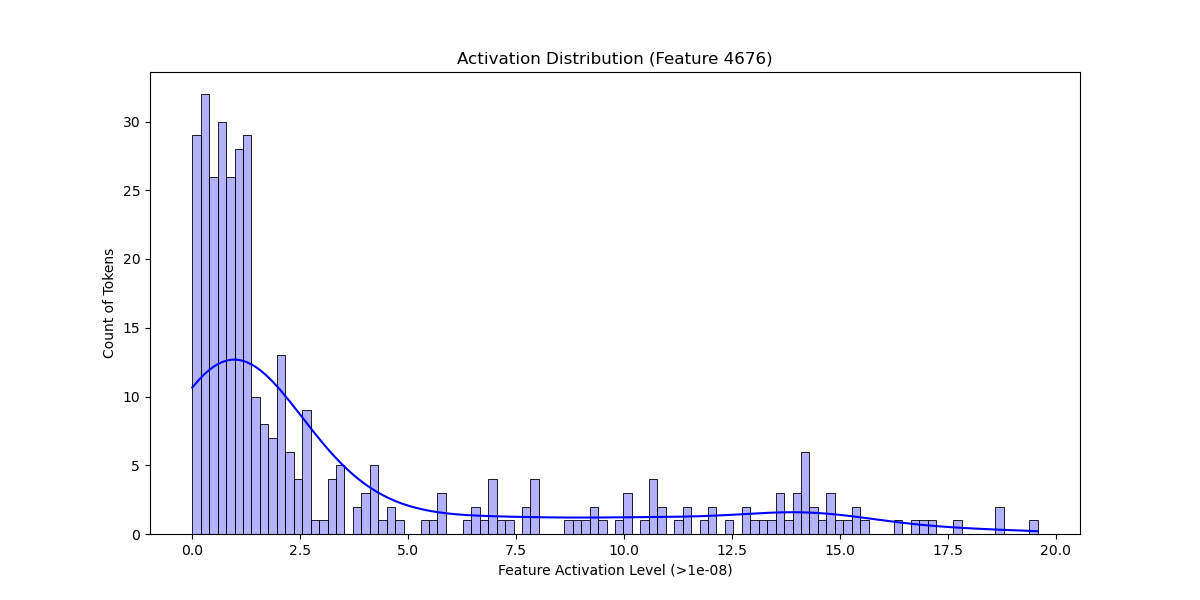 Activation Distribution (Feature 4676)
30
25
20
15
10
5
0
Count of Tokens
0.0 2.5 5.0 7.5 10.0 12.5 15.0 17.5 20.0
Feature Activation Level (>1e-08)